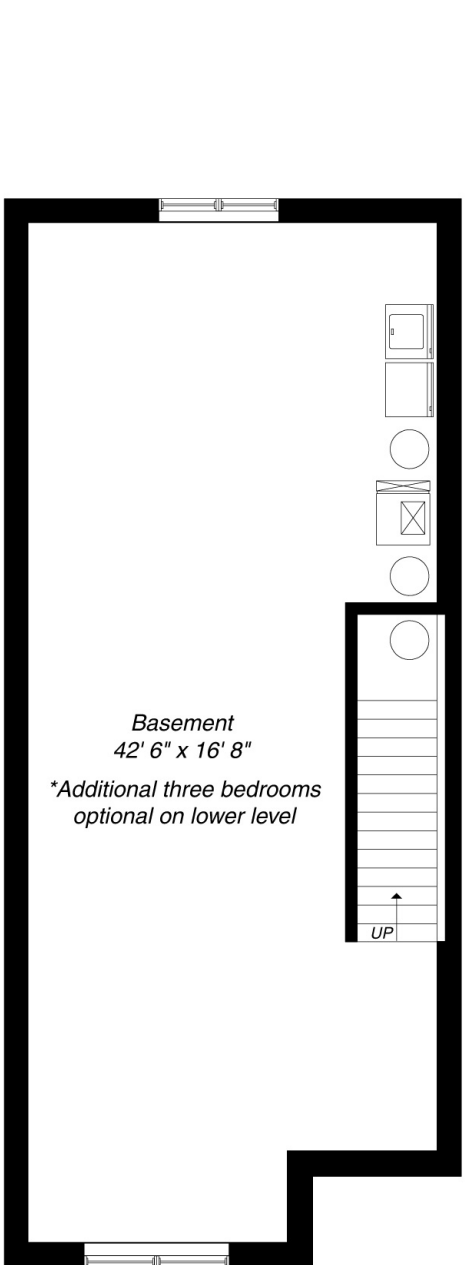 Basement
42' 6" x 16' 8"
*Additional three bedrooms
optional on lower level
UP